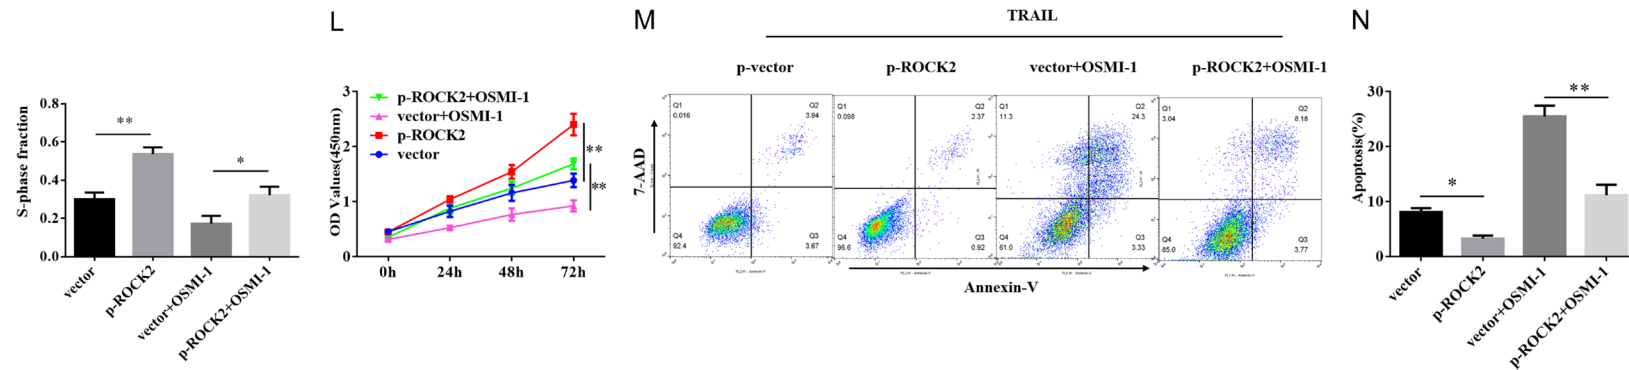 L
M
N
TRAIL
p-vector
p-ROCK2
vector+OSMI-1
p-ROCK2+OSMI-1
S-phase fraction
0.8
0.6
0.4
0.2
0.0
**
*
vector
p-ROCK2
vector+OSMI-1
p-ROCK2+OSMI-1
OD Values(450nm)
3
2
1
0
p-ROCK2+OSMI-1
vector+OSMI-1
p-ROCK2
vector
**
**
0h 24h 48h 72h
7-AAD
Q1
0.016
Q2
3.94
Q4
92.4
Q3
3.67
Q1
0.098
Q2
2.37
Q4
96.6
Q3
0.92
Q1
11.3
Q2
24.3
Q4
61.0
Q3
3.33
Q1
3.04
Q2
8.18
Q4
85.0
Q3
3.77
Annexin-V
Apoptosis(%)
30
20
10
0
*
**
vector
p-ROCK2
vector+OSMI-1
p-ROCK2+OSMI-1